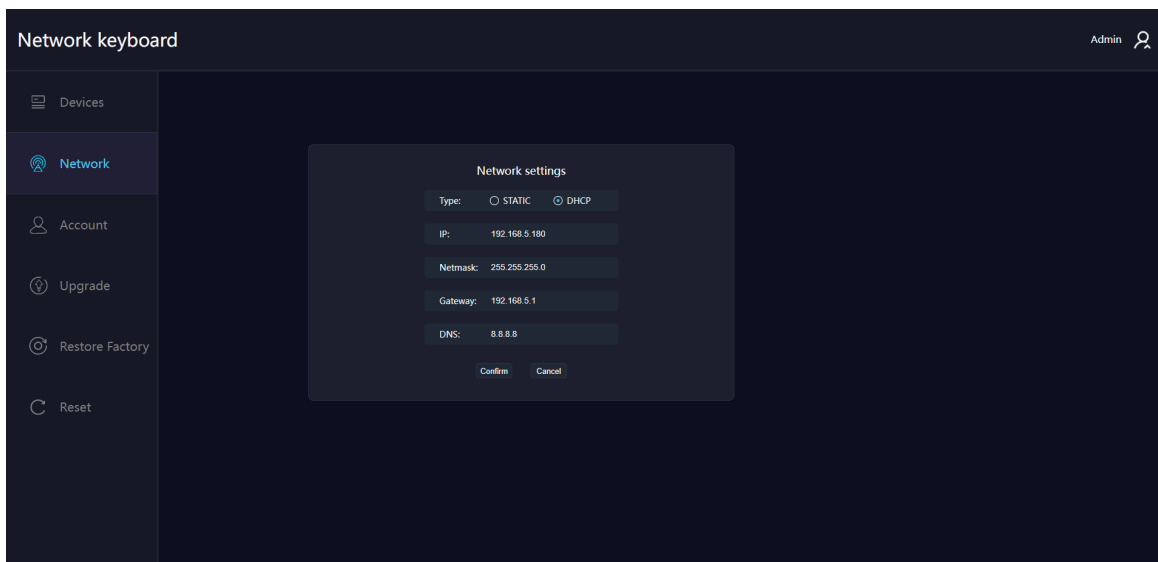 Network keyboard
Admin
Devices
Network
Account
Upgrade
Restore Factory
Reset
Network settings
Type: STATIC DHCP
IP: 192.168.5.180
Netmask: 255.255.255.0
Gateway: 192.168.5.1
DNS: 8.8.8.8
Confirm Cancel